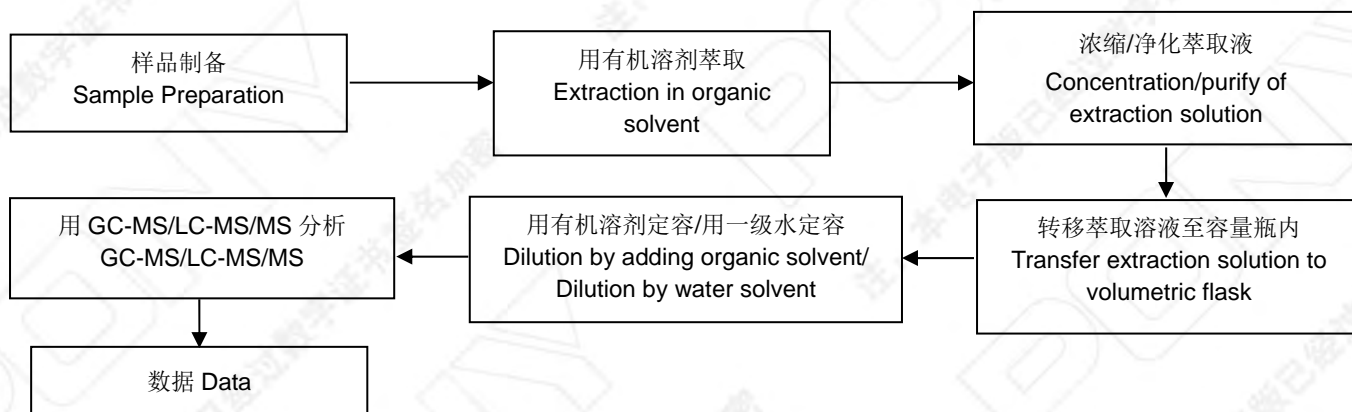 样品制备
Sample Preparation
用有机溶剂萃取
Extraction in organic
solvent
浓缩/净化萃取液
Concentration/purify of
extraction solution
转移萃取溶液至容量瓶内
Transfer extraction solution to
volumetric flask
用有机溶剂定容/用一级水定容
Dilution by adding organic solvent/
Dilution by water solvent
用 GC-MS/LC-MS/MS 分析
GC-MS/LC-MS/MS
数据 Data